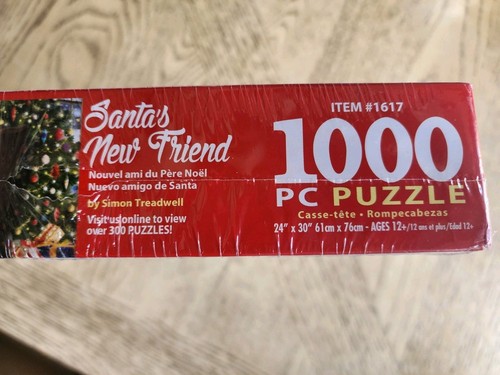 Santa's
New Friend
Nouvel ami du Père Noël
Nuevo amigo de Santa
by Simon Treadwell
Visit us online to view
over 300 PUZZLES!
ITEM #1617
1000
PC PUZZLE
Casse-tête • Rompecabezas
24" x 30" 61cm x 76cm - AGES 12+/12 ans et plus/Edad 12+